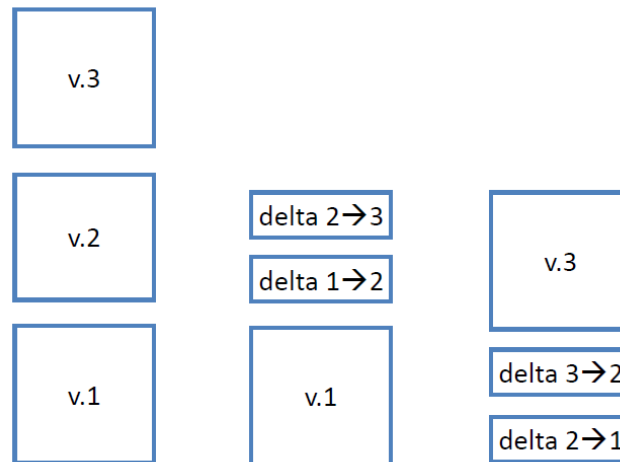 v.3
v.2
v.1
delta 2→3
delta 1→2
v.1
v.3
delta 3→2
delta 2→1